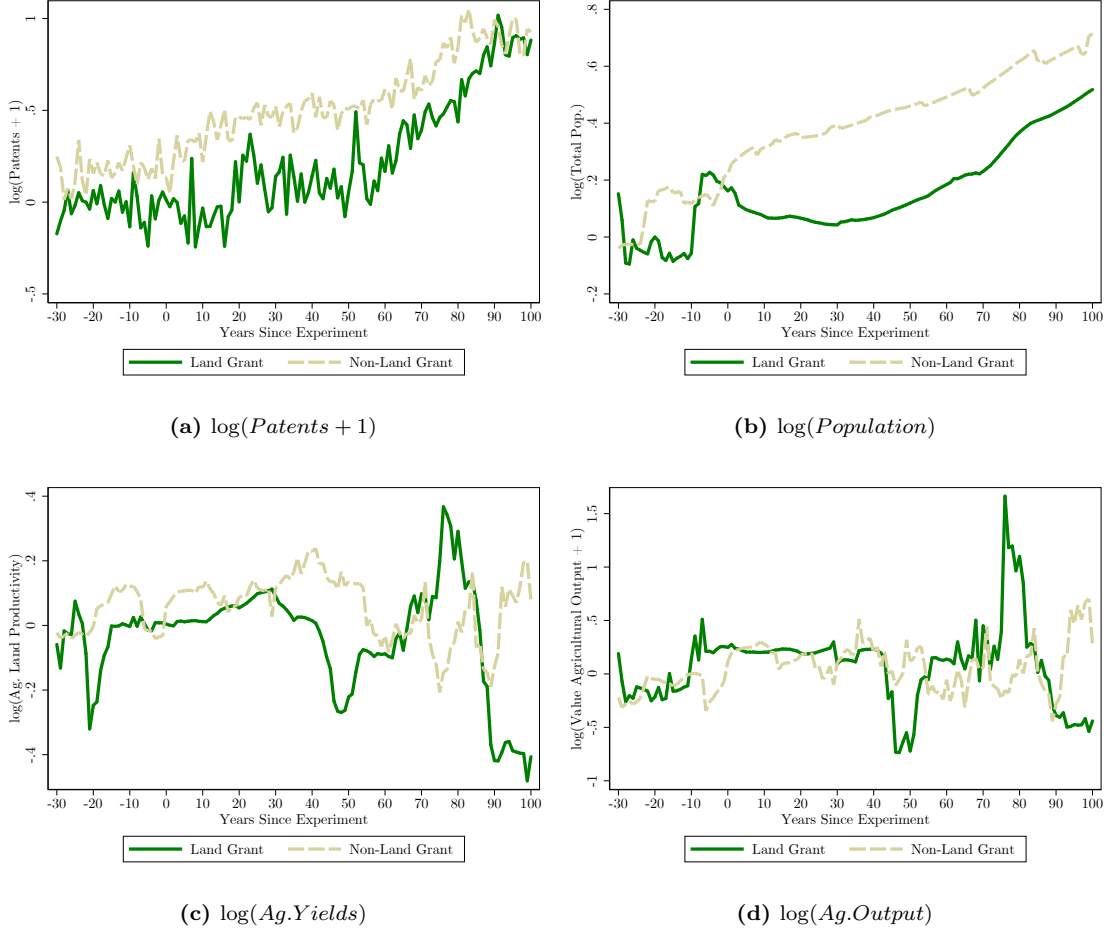 log(Patents + 1)
-.5 0 .5 1
-30 -20 -10 0 10 20 30 40 50 60 70 80 90 100
Years Since Experiment
Land Grant Non-Land Grant
(a) log(Patents + 1)
log(Total Pop.)
-.2 0 .2 .4 .6 .8
-30 -20 -10 0 10 20 30 40 50 60 70 80 90 100
Years Since Experiment
Land Grant Non-Land Grant
(b) log(Population)
log(Ag. Land Productivity)
-.4 -.2 0 .2 .4
-30 -20 -10 0 10 20 30 40 50 60 70 80 90 100
Years Since Experiment
Land Grant Non-Land Grant
(c) log(Ag.Yields)
log(Value Agricultural Output + 1)
-1 -.5 0 .5 1 1.5
-30 -20 -10 0 10 20 30 40 50 60 70 80 90 100
Years Since Experiment
Land Grant Non-Land Grant
(d) log(Ag.Output)